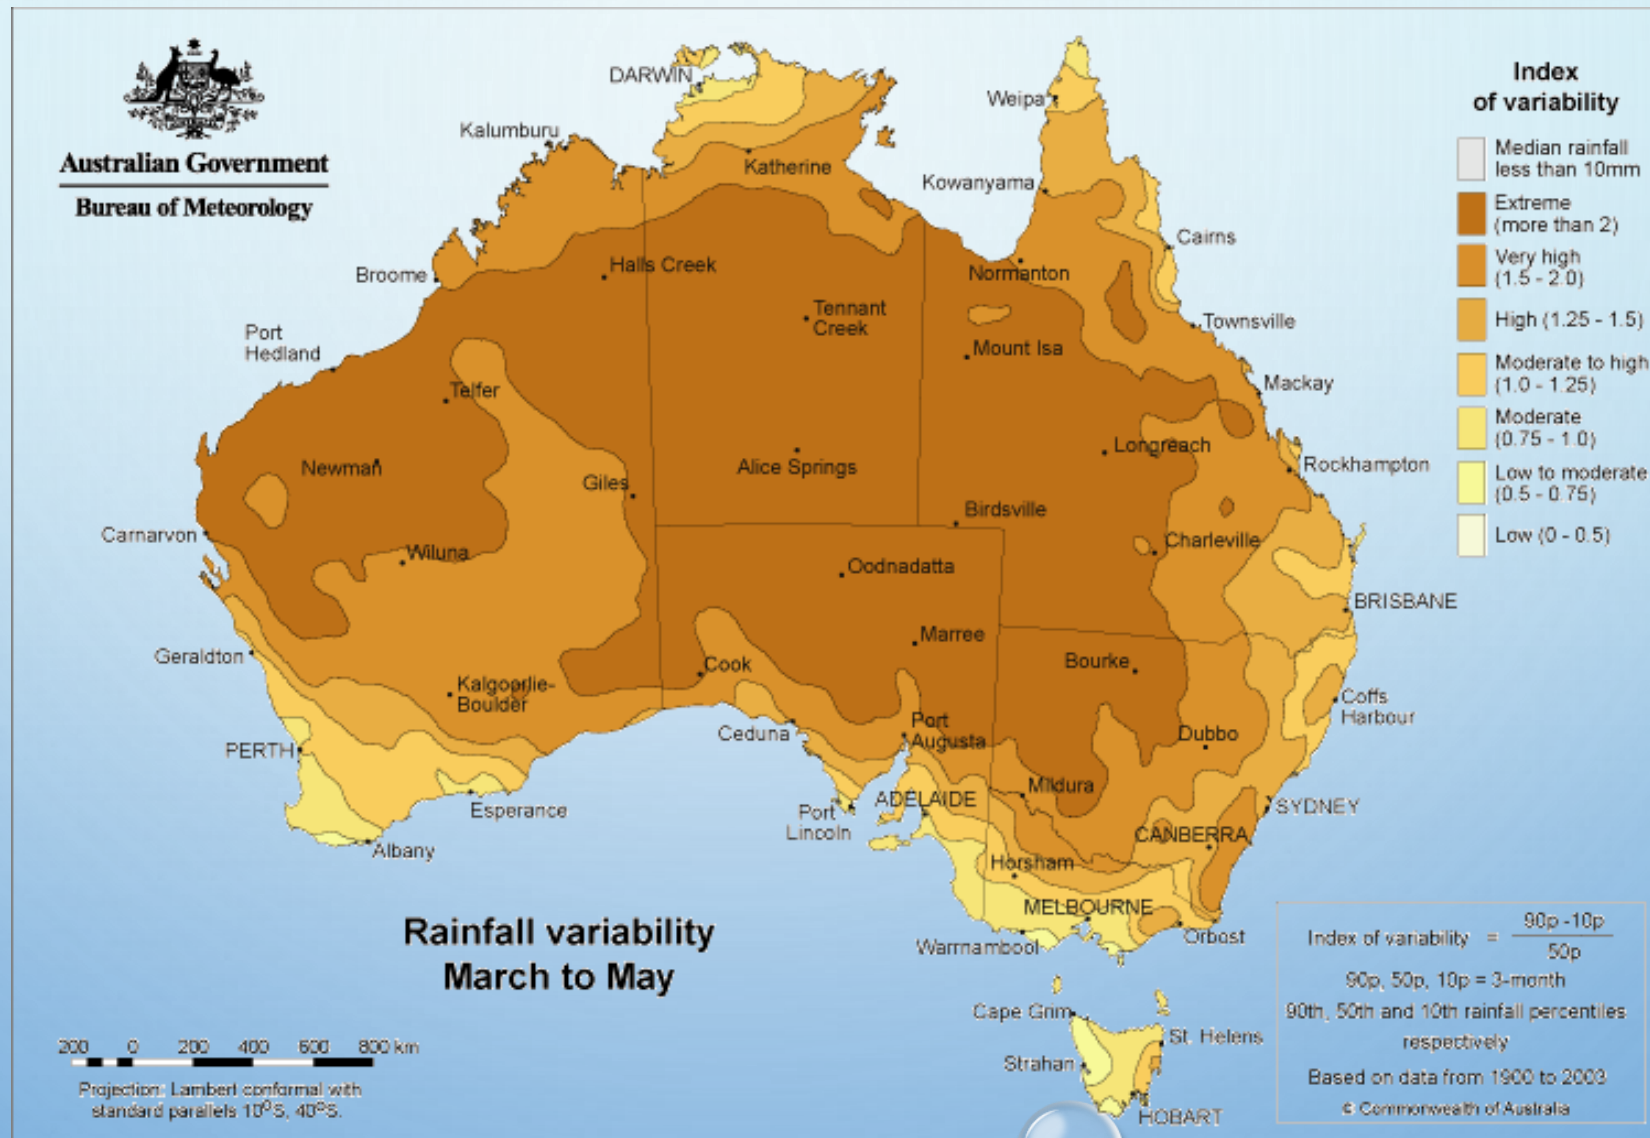 Australian Government
Bureau of Meteorology
DARWIN
Weipa
Kalumburu
Katherine
Kowanyama
Cairns
Broome
Halls Creek
Normanton
Tennant
Creek
Townsville
Port
Hedland
Mount Isa
Telfer
Mackay
Newman
Alice Springs
Longreach
Rockhampton
Giles
Birdsville
Carnarvon
Wiluna
Charleville
Oodnadatta
BRISBANE
Geraldton
Marree
Cook
Bourke
Kalgoorlie-
Boulder
Coffs
Harbour
Ceduna
Port
Augusta
Dubbo
PERTH
Mildura
Esperance
Port
Lincoln
ADELAIDE
SYDNEY
CANBERRA
Albany
Horsham
MELBOURNE
Warrnambool
Orbost
Cape Grim
St. Helens
Strahan
HOBART
Index
of variability
Median rainfall
less than 10mm
Extreme
(more than 2)
Very high
(1.5 - 2.0)
High (1.25 - 1.5)
Moderate to high
(1.0 - 1.25)
Moderate
(0.75 - 1.0)
Low to moderate
(0.5 - 0.75)
Low (0 - 0.5)
Rainfall variability
March to May
200 0 200 400 600 800 km
Projection: Lambert conformal with
standard parallels 10°S, 40°S.
Index of variability = 90p -10p
50p
90p, 50p, 10p = 3-month
90th, 50th and 10th rainfall percentiles
respectively
Based on data from 1900 to 2003
© Commonwealth of Australia